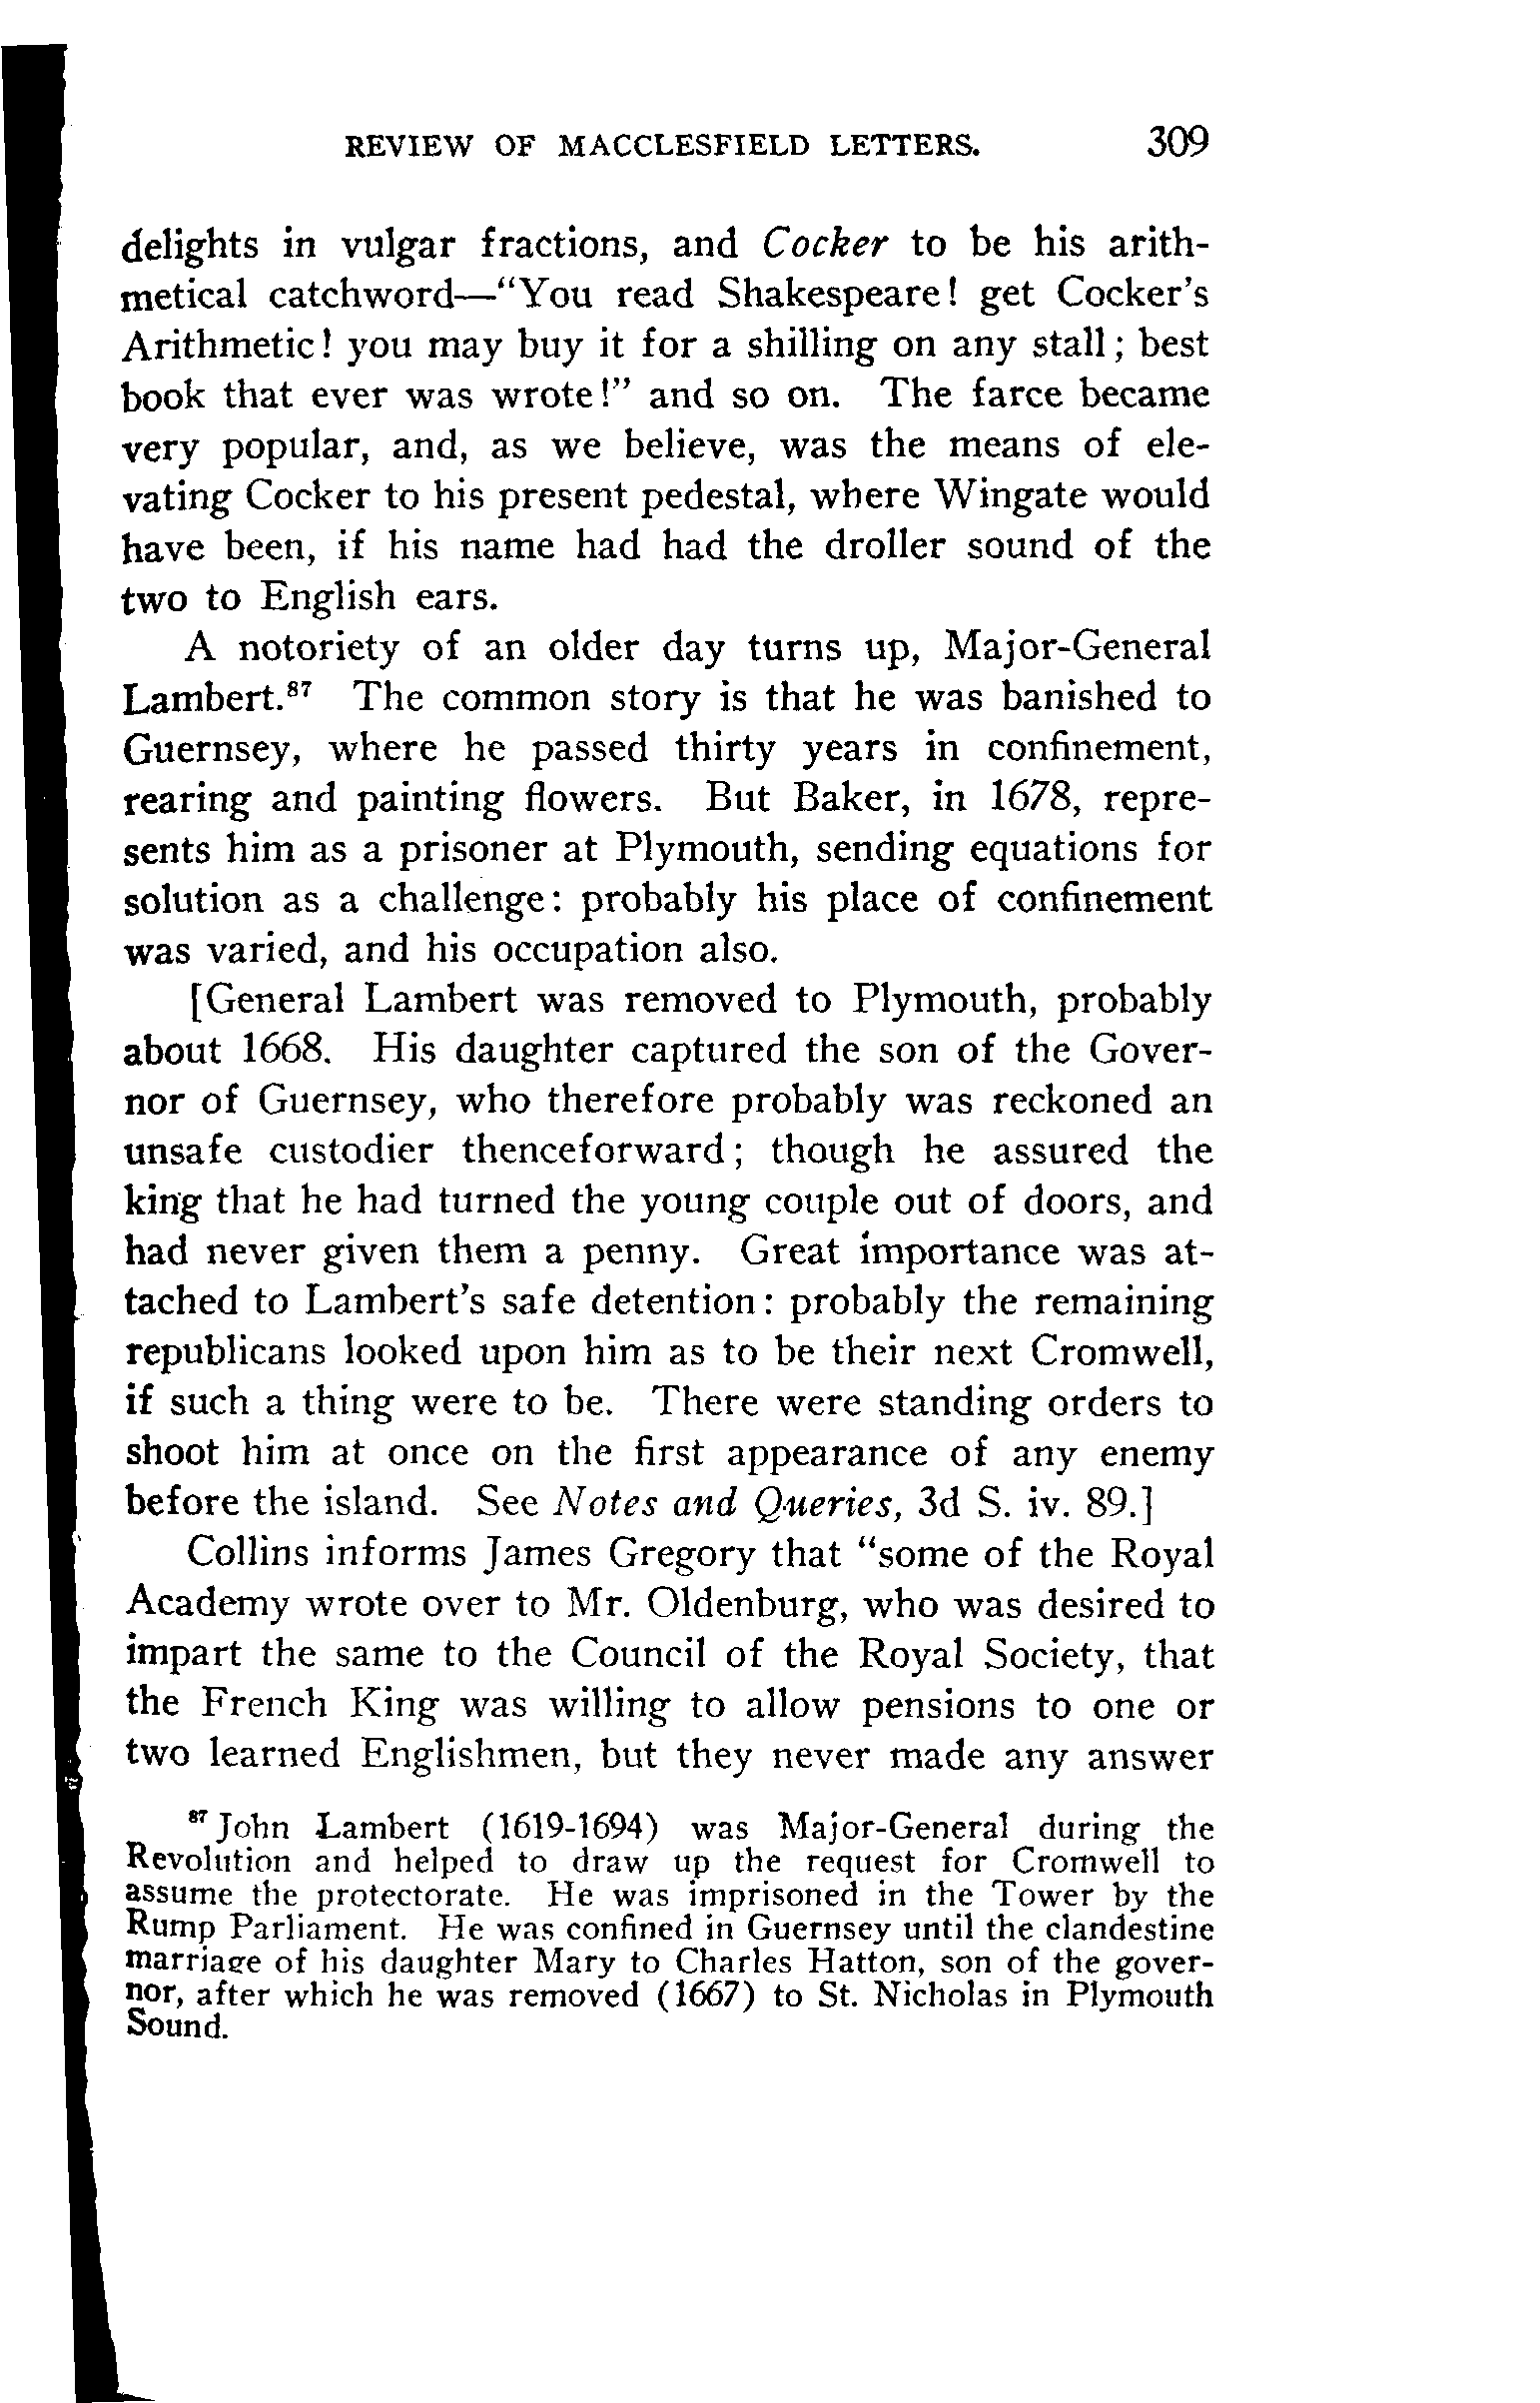 REVIEW OF MACCLESFIELD LETTERS. 309
delights in vulgar fractions, and Cocker to be his arith-
metical catchword—“You read Shakespeare! get Cocker’s
Arithmetic! you may buy it for a shilling on any stall; best
book that ever was wrote!” and so on. The farce became
very popular, and, as we believe, was the means of ele-
vating Cocker to his present pedestal, where Wingate would
have been, if his name had had the droller sound of the
two to English ears.
A notoriety of an older day turns up, Major-General
Lambert.⁸⁷ The common story is that he was banished to
Guernsey, where he passed thirty years in confinement,
rearing and painting flowers. But Baker, in 1678, repre-
sents him as a prisoner at Plymouth, sending equations for
solution as a challenge: probably his place of confinement
was varied, and his occupation also.
[General Lambert was removed to Plymouth, probably
about 1668. His daughter captured the son of the Gover-
nor of Guernsey, who therefore probably was reckoned an
unsafe custodier thenceforward; though he assured the
king that he had turned the young couple out of doors, and
had never given them a penny. Great importance was at-
tached to Lambert’s safe detention: probably the remaining
republicans looked upon him as to be their next Cromwell,
if such a thing were to be. There were standing orders to
shoot him at once on the first appearance of any enemy
before the island. See Notes and Queries, 3d S. iv. 89.]
Collins informs James Gregory that “some of the Royal
Academy wrote over to Mr. Oldenburg, who was desired to
impart the same to the Council of the Royal Society, that
the French King was willing to allow pensions to one or
two learned Englishmen, but they never made any answer
⁸⁷ John Lambert (1619-1694) was Major-General during the
Revolution and helped to draw up the request for Cromwell to
assume the protectorate. He was imprisoned in the Tower by the
Rump Parliament. He was confined in Guernsey until the clandestine
marriage of his daughter Mary to Charles Hatton, son of the gover-
nor, after which he was removed (1667) to St. Nicholas in Plymouth
Sound.